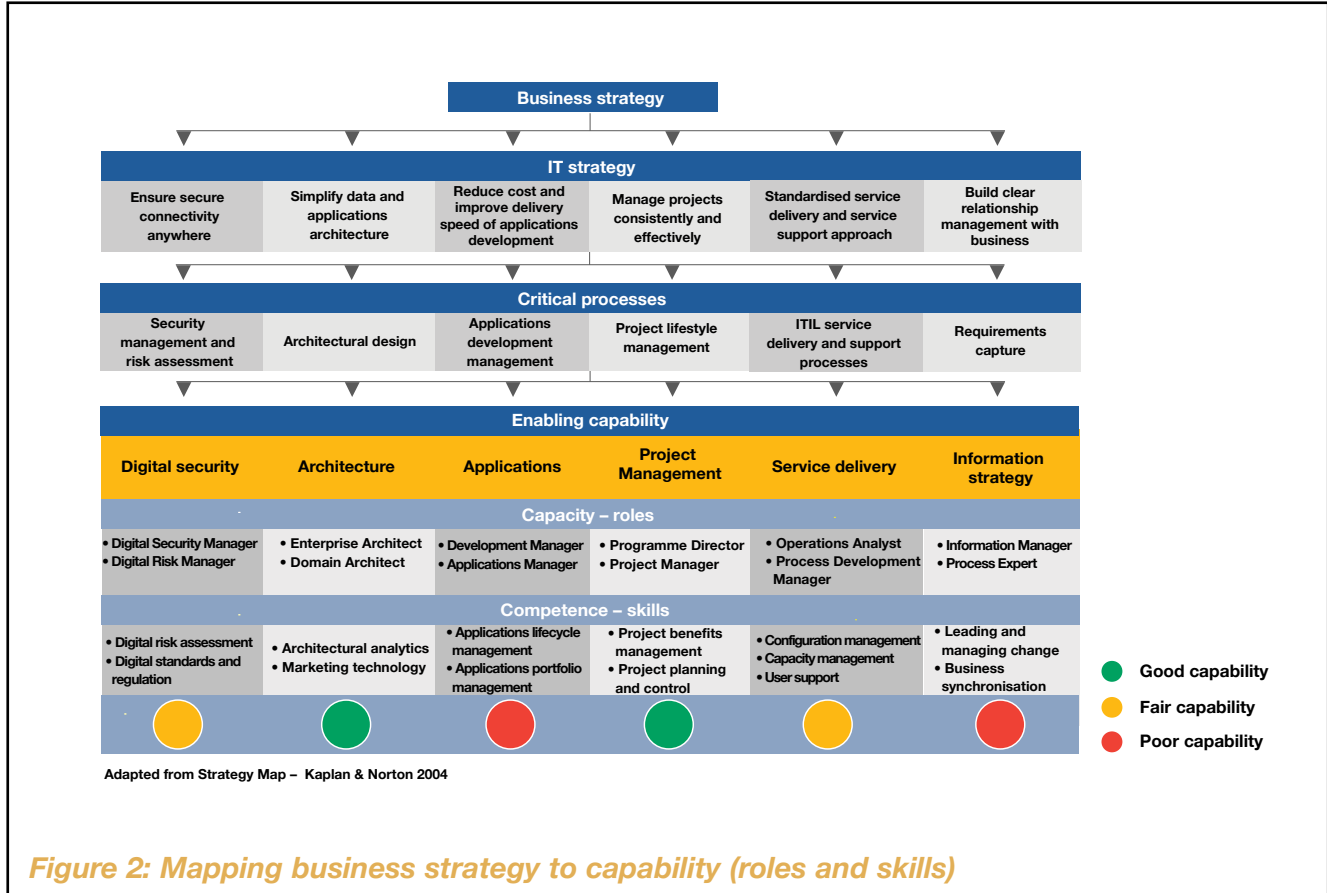 Business strategy
IT strategy
Ensure secure
connectivity
anywhere
Simplify data and
applications
architecture
Reduce cost and
improve delivery
speed of applications
development
Manage projects
consistently and
effectively
Standardised service
delivery and service
support approach
Build clear
relationship
management with
business
Critical processes
Security
management and
risk assessment
Architectural design
Applications
development
management
Project lifestyle
management
ITIL service
delivery and support
processes
Requirements
capture
Enabling capability
Digital security
Architecture
Applications
Project
Management
Service delivery
Information
strategy
Capacity – roles
• Digital Security Manager
• Digital Risk Manager
• Enterprise Architect
• Domain Architect
• Development Manager
• Applications Manager
• Programme Director
• Project Manager
• Operations Analyst
• Process Development
Manager
• Information Manager
• Process Expert
Competence – skills
• Digital risk assessment
• Digital standards and
regulation
• Architectural analytics
• Marketing technology
• Applications lifecycle
management
• Applications portfolio
management
• Project benefits
management
• Project planning
and control
• Configuration management
• Capacity management
• User support
• Leading and
managing change
• Business
synchronisation
Good capability
Fair capability
Poor capability
Adapted from Strategy Map – Kaplan & Norton 2004
Figure 2: Mapping business strategy to capability (roles and skills)